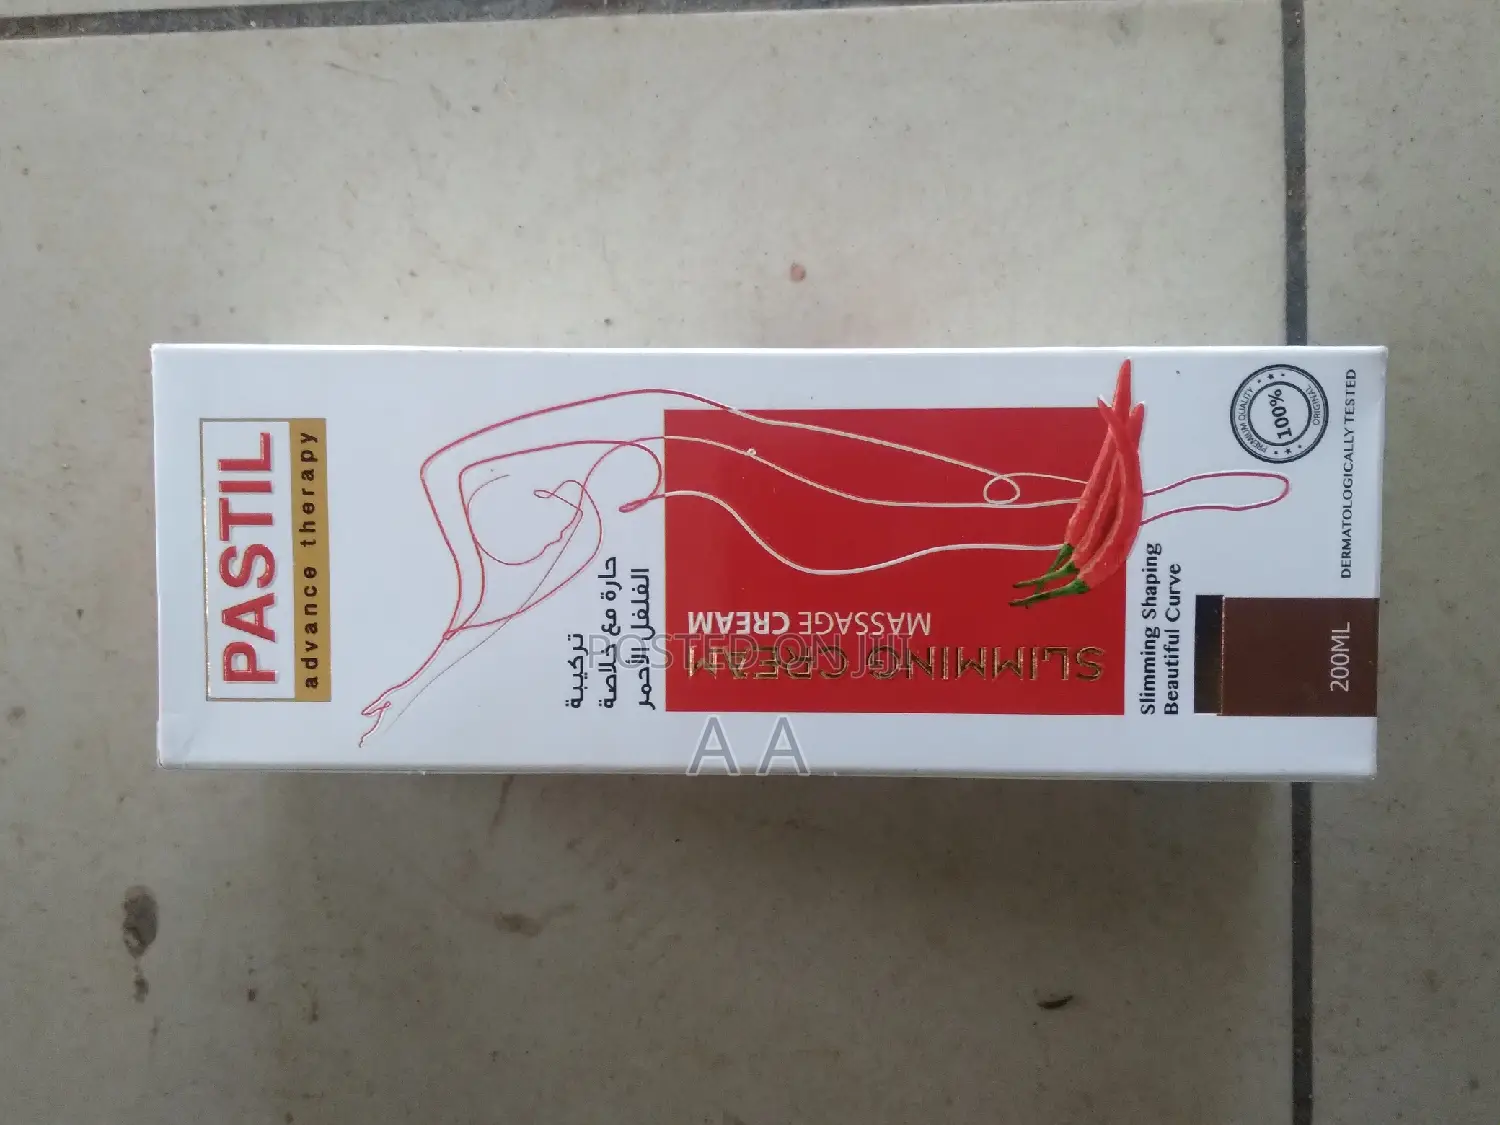 PASTIL
advance therapy
تركيبة
حارة مع خلاصة
الفلفل الأحمر
SLIMMING CREAM
MASSAGE CREAM
Slimming Shaping
Beautiful Curve
PREMIUM QUALITY
100%
ORIGINAL
200ML
DERMATOLOGICALLY TESTED
POSTED ON JIJI
A A